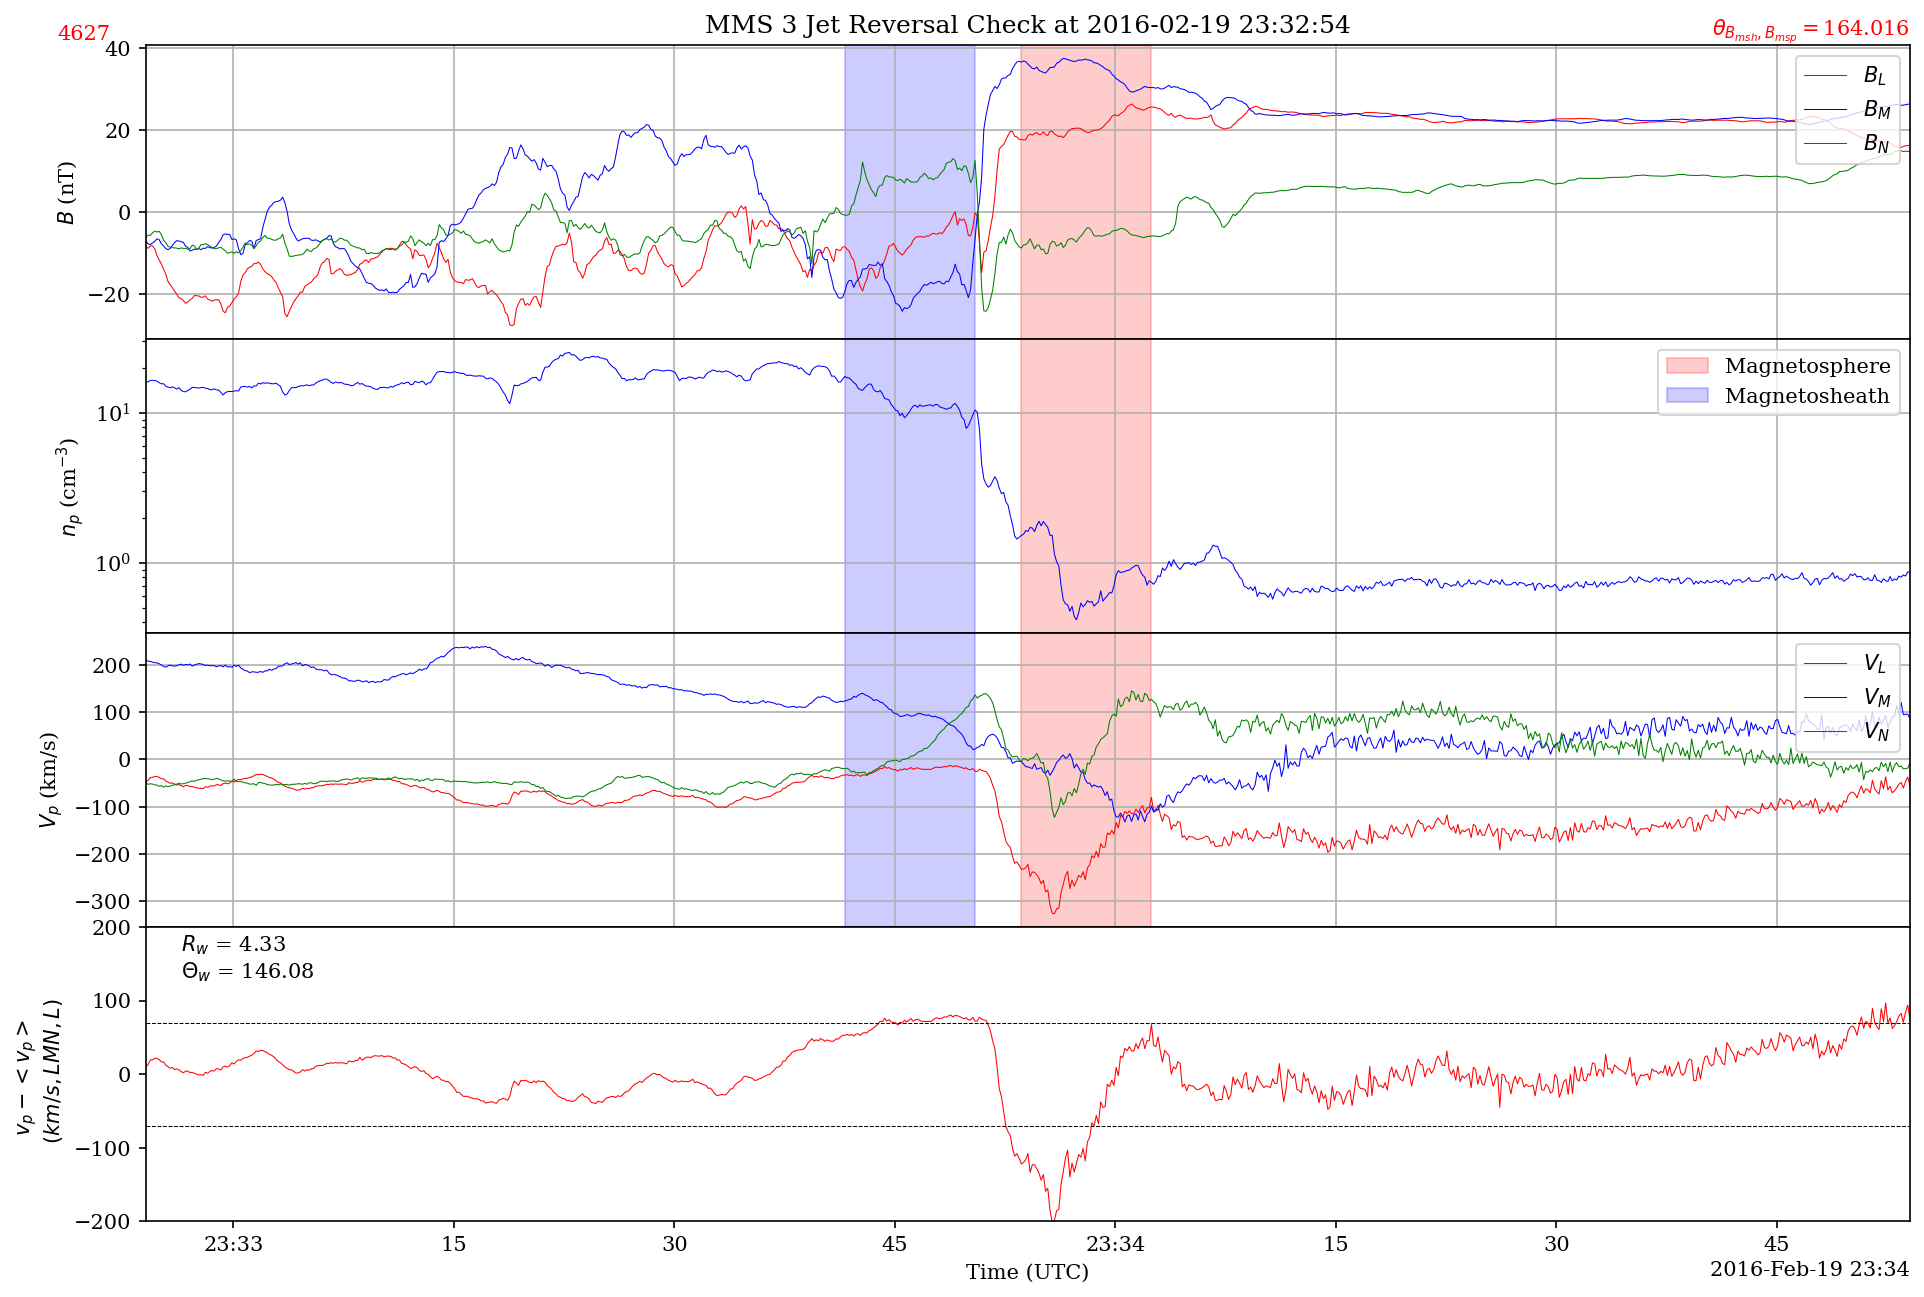 MMS 3 Jet Reversal Check at 2016-02-19 23:32:54
4627
θ_{B_{msh}, B_{msp}} = 164.016
40
20
0
−20
B (nT)
B_L
B_M
B_N
10^1
10^0
n_p (cm^{−3})
Magnetosphere
Magnetosheath
200
100
0
−100
−200
−300
V_p (km/s)
V_L
V_M
V_N
200
100
0
−100
−200
v_p − < v_p >
(km/s, LMN, L)
R_w = 4.33
Θ_w = 146.08
23:33
15
30
45
23:34
15
30
45
Time (UTC)
2016-Feb-19 23:34